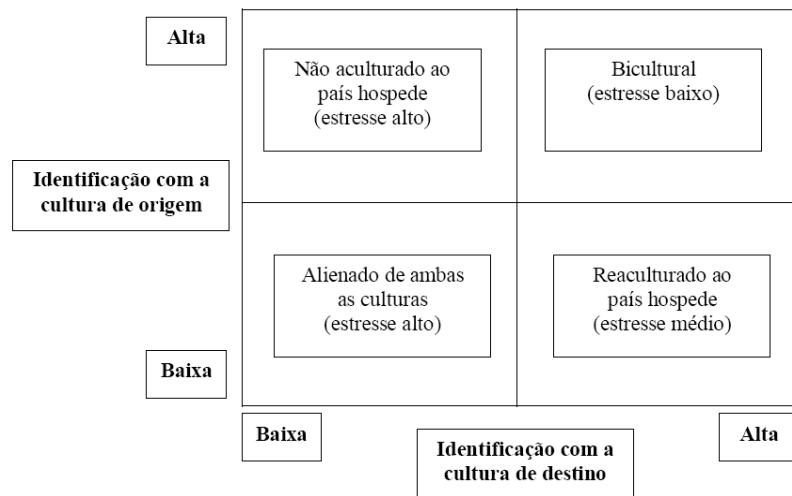 Alta
Não aculturado ao
país hospede
(estresse alto)
Bicultural
(estresse baixo)
Identificação com a
cultura de origem
Alienado de ambas
as culturas
(estresse alto)
Reaculturado ao
país hospede
(estresse médio)
Baixa
Baixa
Identificação com a
cultura de destino
Alta